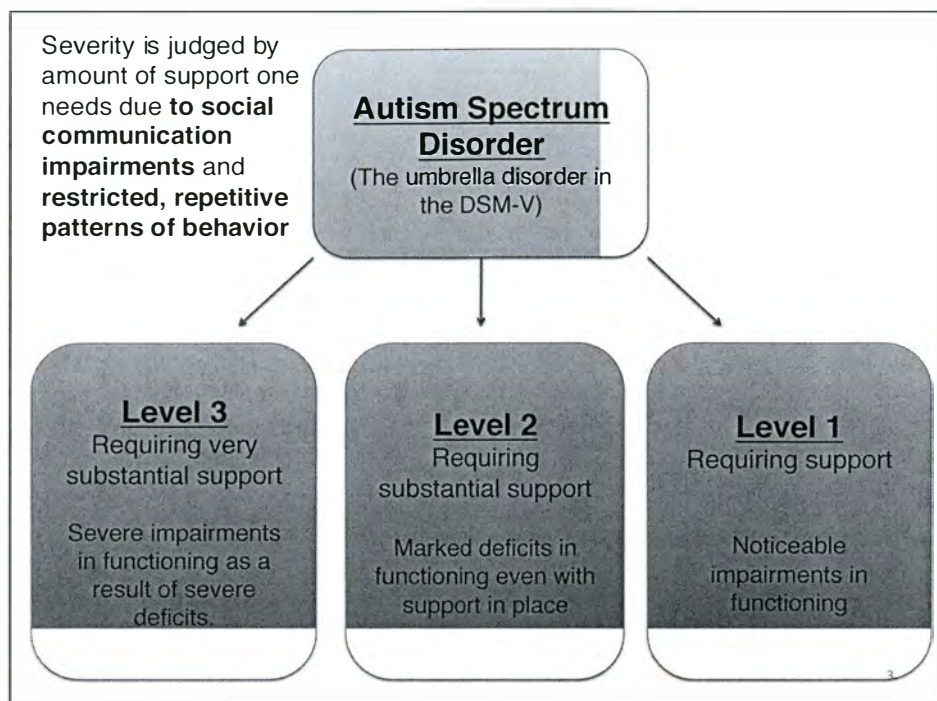 Severity is judged by
amount of support one
needs due to social
communication
impairments and
restricted, repetitive
patterns of behavior
Autism Spectrum
Disorder
(The umbrella disorder in
the DSM-V)
Level 3
Requiring very
substantial support
Severe impairments
in functioning as a
result of severe
deficits.
Level 2
Requiring
substantial support
Marked deficits in
functioning even with
support in place
Level 1
Requiring support
Noticeable
impairments in
functioning
3